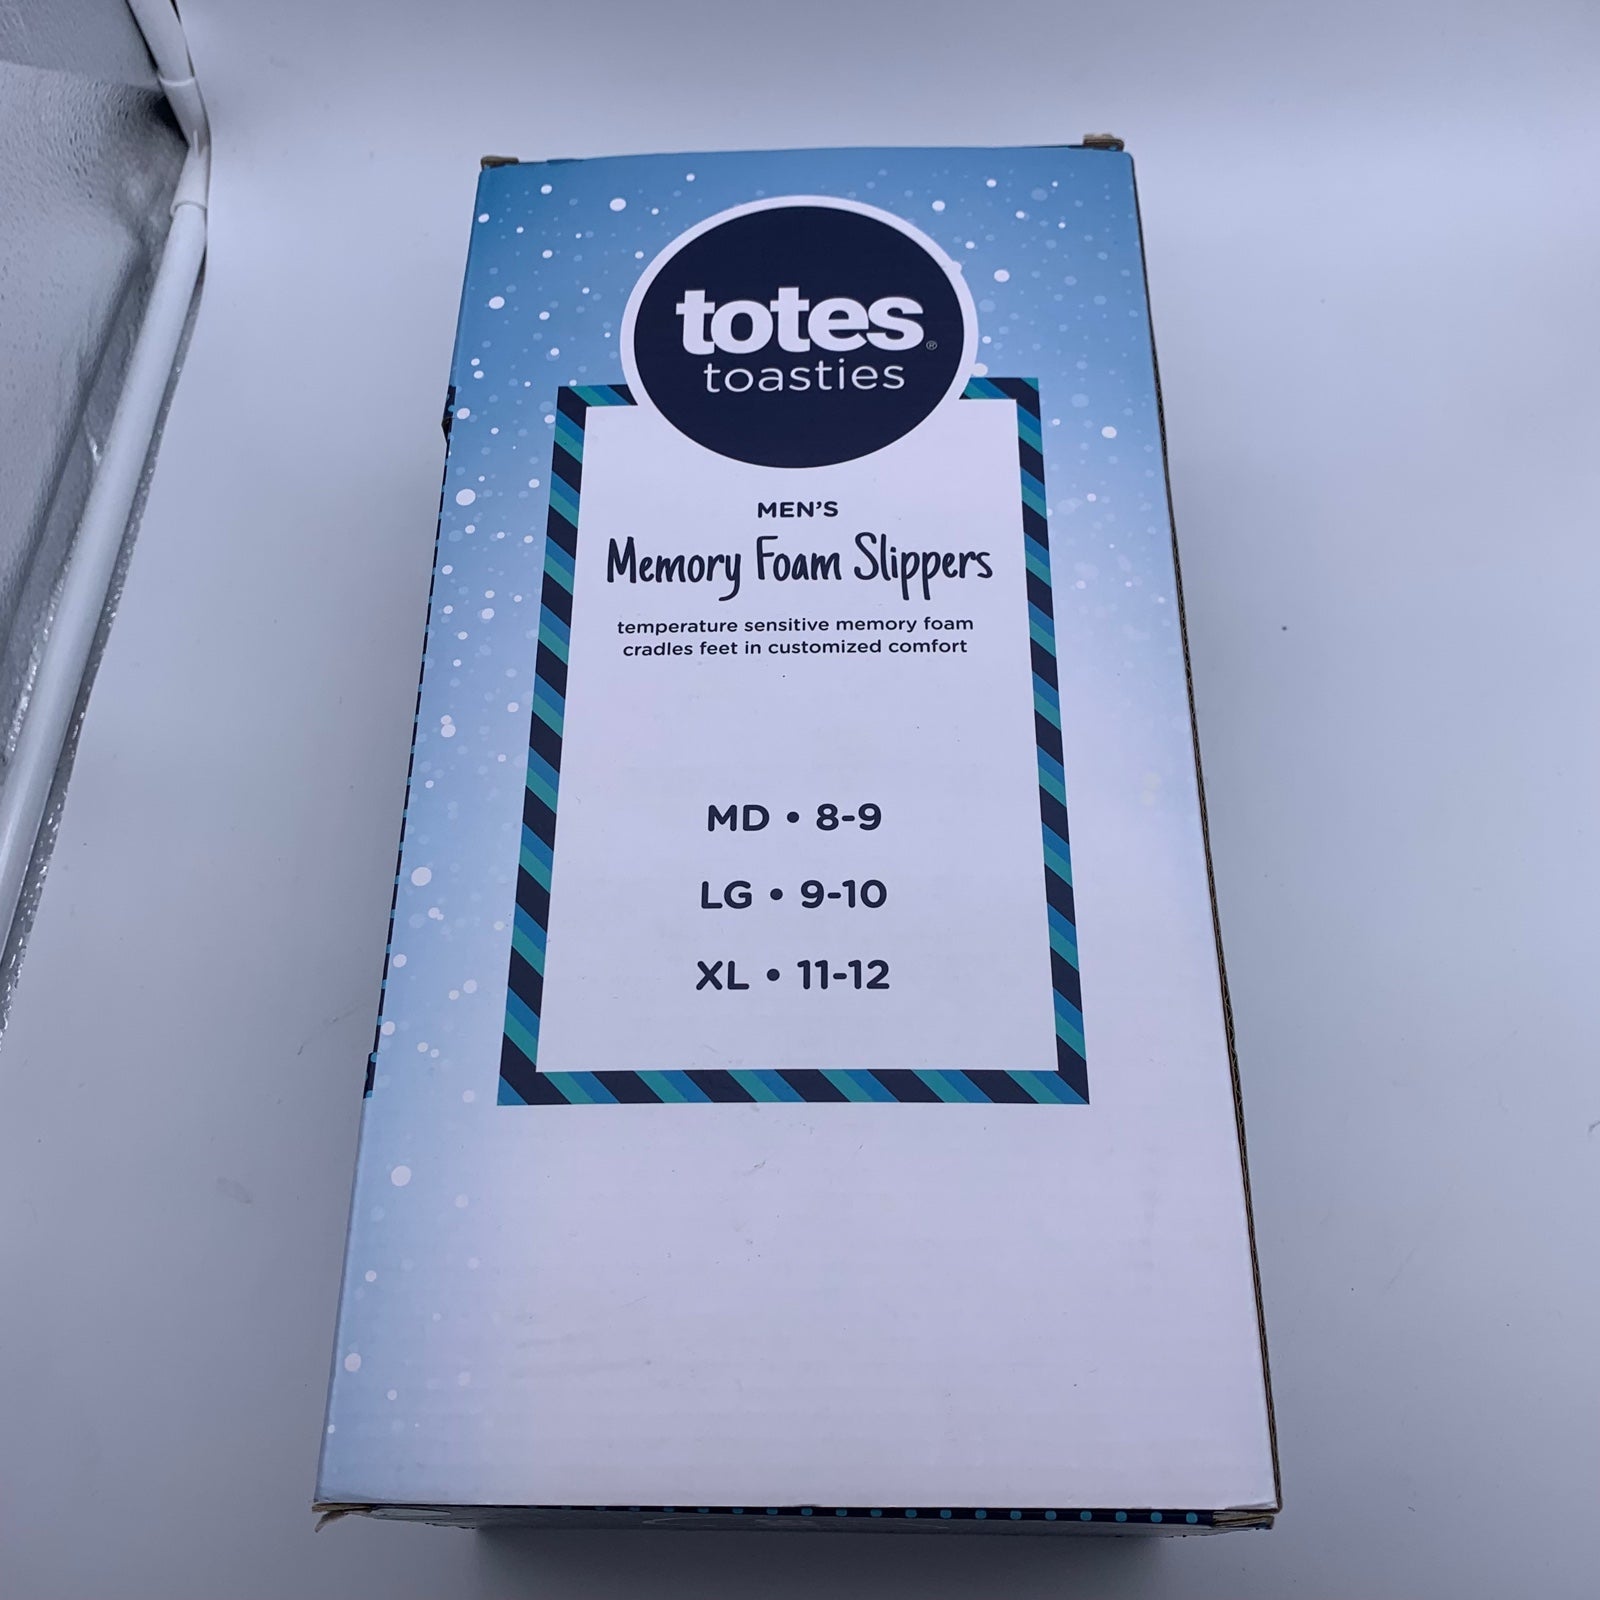 totes®
toasties
MEN'S
Memory Foam Slippers
temperature sensitive memory foam
cradles feet in customized comfort
MD • 8-9
LG • 9-10
XL • 11-12